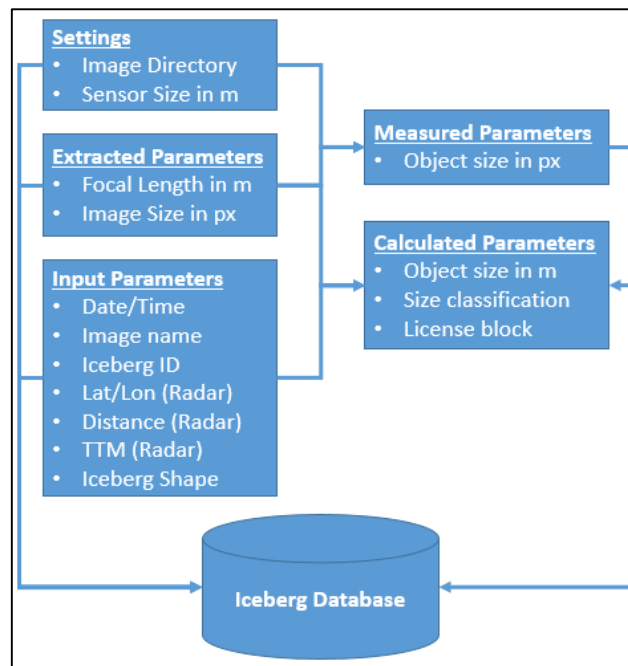 Settings
• Image Directory
• Sensor Size in m
Extracted Parameters
• Focal Length in m
• Image Size in px
Input Parameters
• Date/Time
• Image name
• Iceberg ID
• Lat/Lon (Radar)
• Distance (Radar)
• TTM (Radar)
• Iceberg Shape
Measured Parameters
• Object size in px
Calculated Parameters
• Object size in m
• Size classification
• License block
Iceberg Database